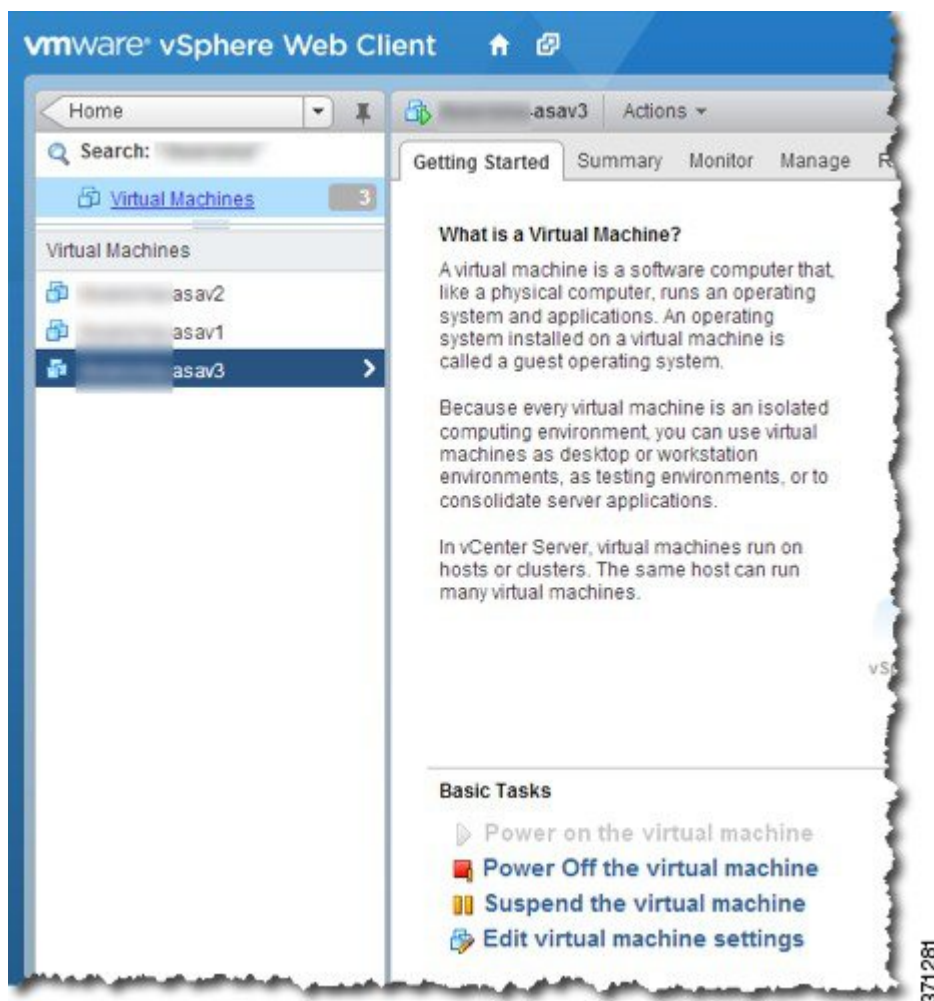 vmware® vSphere Web Client
Home
Search:
Virtual Machines 3
Virtual Machines
asav2
asav1
asav3
asav3 Actions
Getting Started Summary Monitor Manage R
What is a Virtual Machine?
A virtual machine is a software computer that,
like a physical computer, runs an operating
system and applications. An operating
system installed on a virtual machine is
called a guest operating system.
Because every virtual machine is an isolated
computing environment, you can use virtual
machines as desktop or workstation
environments, as testing environments, or to
consolidate server applications.
In vCenter Server, virtual machines run on
hosts or clusters. The same host can run
many virtual machines.
vSp
Basic Tasks
Power on the virtual machine
Power Off the virtual machine
Suspend the virtual machine
Edit virtual machine settings
371281